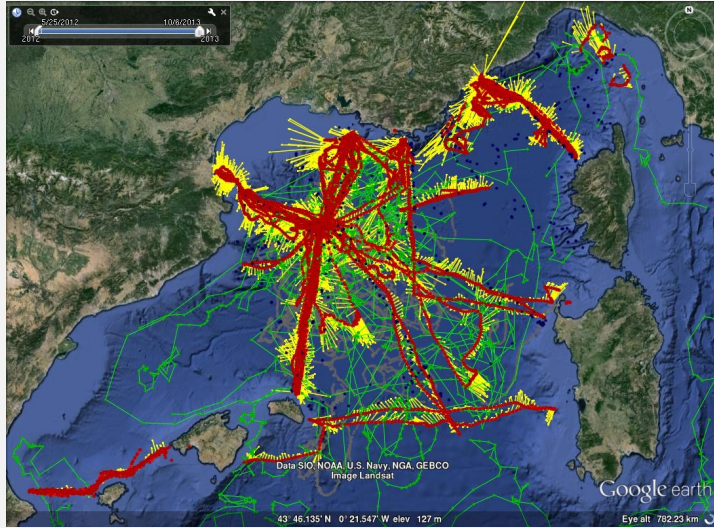 5/25/2012 10/6/2013
2012 2013
N
Data SIO, NOAA, U.S. Navy, NGA, GEBCO
Image Landsat
Google earth
43° 46.135' N 0° 21.547' W elev 127 m Eye alt 782.23 km